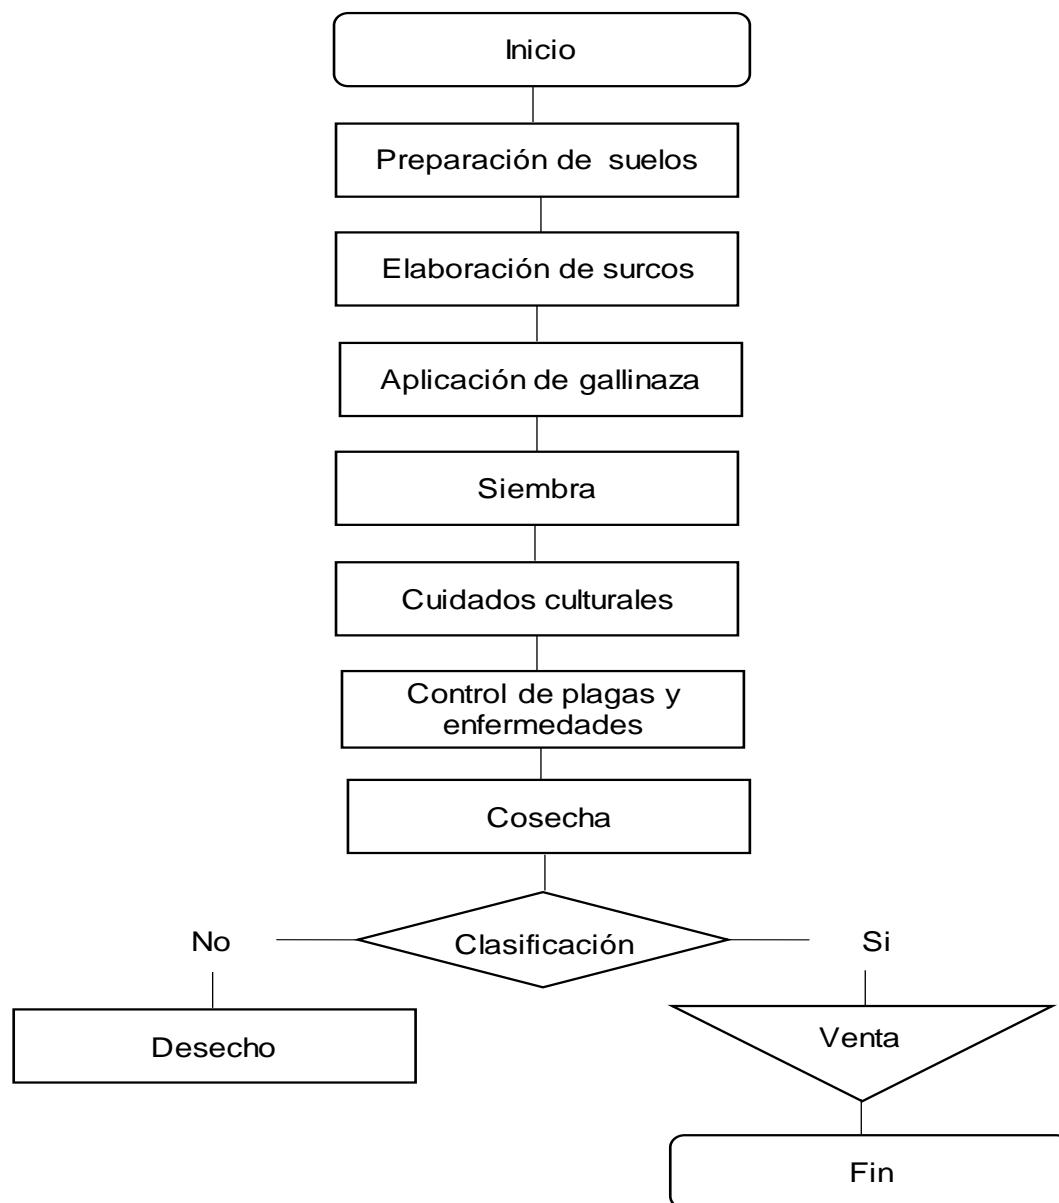 Inicio
Preparación de suelos
Elaboración de surcos
Aplicación de gallinaza
Siembra
Cuidados culturales
Control de plagas y
enfermedades
Cosecha
No
Clasificación
Si
Desecho
Venta
Fin